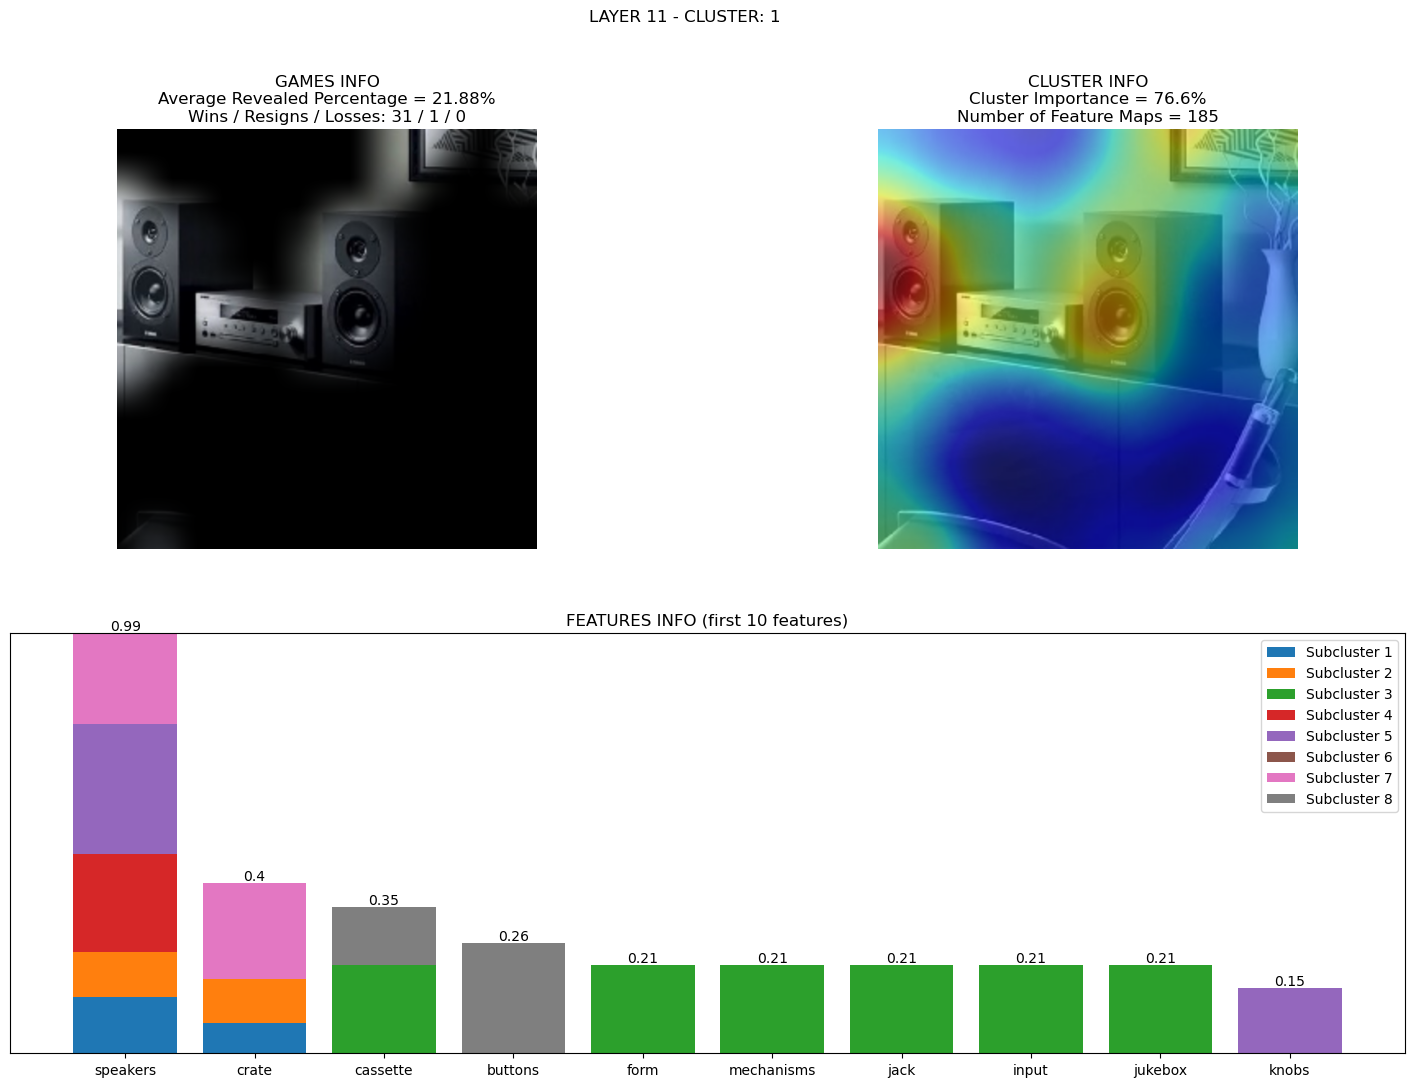 LAYER 11 - CLUSTER: 1
GAMES INFO
Average Revealed Percentage = 21.88%
Wins / Resigns / Losses: 31 / 1 / 0
CLUSTER INFO
Cluster Importance = 76.6%
Number of Feature Maps = 185
FEATURES INFO (first 10 features)
0.99
0.4
0.35
0.26
0.21
0.21
0.21
0.21
0.21
0.15
Subcluster 1
Subcluster 2
Subcluster 3
Subcluster 4
Subcluster 5
Subcluster 6
Subcluster 7
Subcluster 8
speakers
crate
cassette
buttons
form
mechanisms
jack
input
jukebox
knobs